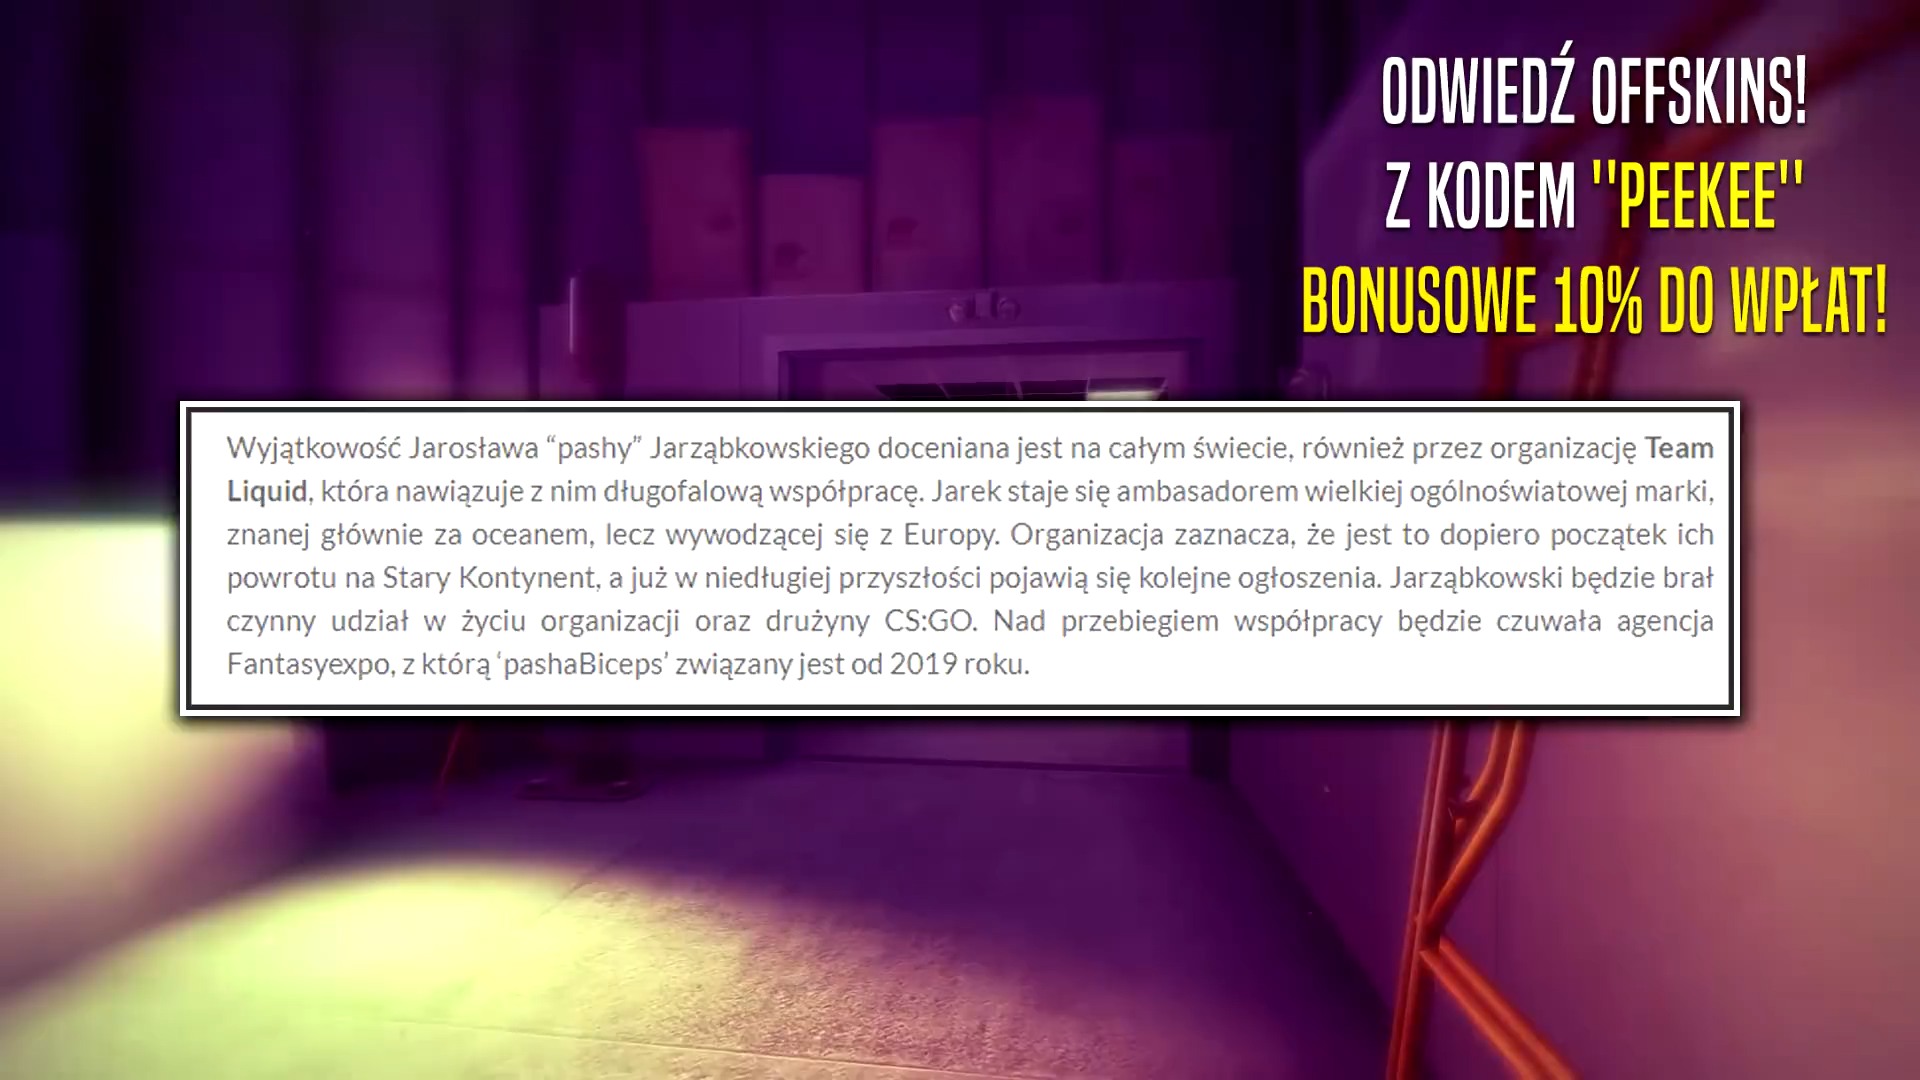 ODWIEDŹ OFFSKINS!
Z KODEM "PEEKEE"
BONUSOWE 10% DO WPŁAT!
Wyjątkowość Jarosława “pashy” Jarząbkowskiego doceniana jest na całym świecie, również przez organizację Team
Liquid, która nawiązuje z nim długofalową współpracę. Jarek staje się ambasadorem wielkiej ogólnoświatowej marki,
znanej głównie za oceanem, lecz wywodzącej się z Europy. Organizacja zaznacza, że jest to dopiero początek ich
powrotu na Stary Kontynent, a już w niedługiej przyszłości pojawią się kolejne ogłoszenia. Jarząbkowski będzie brał
czynny udział w życiu organizacji oraz drużyny CS:GO. Nad przebiegiem współpracy będzie czuwała agencja
Fantasyexpo, z którą ‘pashaBiceps’ związany jest od 2019 roku.